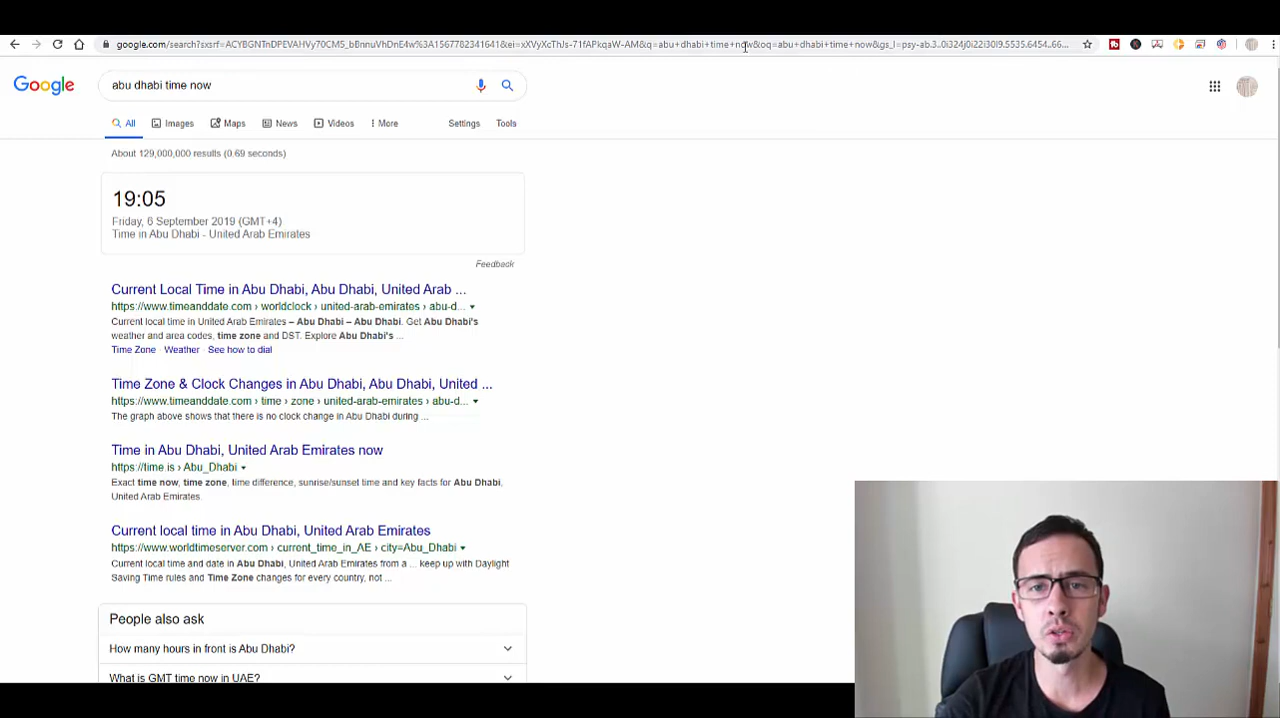 google.com/search?sxsrf=
Google
abu dhabi time now
All
Images
Maps
News
Videos
More
Settings
Tools
About 129,000,000 results (0.69 seconds)
19:05
Friday, 6 September 2019 (GMT+4)
Time in Abu Dhabi - United Arab Emirates
Feedback
Current Local Time in Abu Dhabi, Abu Dhabi, United Arab ...
https://www.timeanddate.com › worldclock › united-arab-emirates › abu-d...
Current local time in United Arab Emirates – Abu Dhabi – Abu Dhabi. Get Abu Dhabi's
weather and area codes, time zone and DST. Explore Abu Dhabi's ...
Time Zone · Weather · See how to dial
Time Zone & Clock Changes in Abu Dhabi, Abu Dhabi, United ...
https://www.timeanddate.com › time › zone › united-arab-emirates › abu-d...
The graph above shows that there is no clock change in Abu Dhabi during ...
Time in Abu Dhabi, United Arab Emirates now
https://time.is › Abu_Dhabi
Exact time now, time zone, time difference, sunrise/sunset time and key facts for Abu Dhabi,
United Arab Emirates.
Current local time in Abu Dhabi, United Arab Emirates
https://www.worldtimeserver.com › current_time_in_AE › city=Abu_Dhabi
Current local time and date in Abu Dhabi, United Arab Emirates from a ... keep up with Daylight
Saving Time rules and Time Zone changes for every country, not ...
People also ask
How many hours in front is Abu Dhabi?
What is GMT time now in UAE?